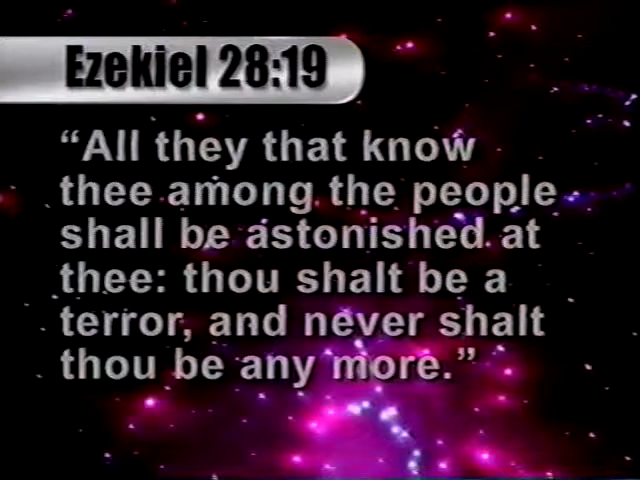 Ezekiel 28:19
“All they that know
thee among the people
shall be astonished at
thee: thou shalt be a
terror, and never shalt
thou be any more.”